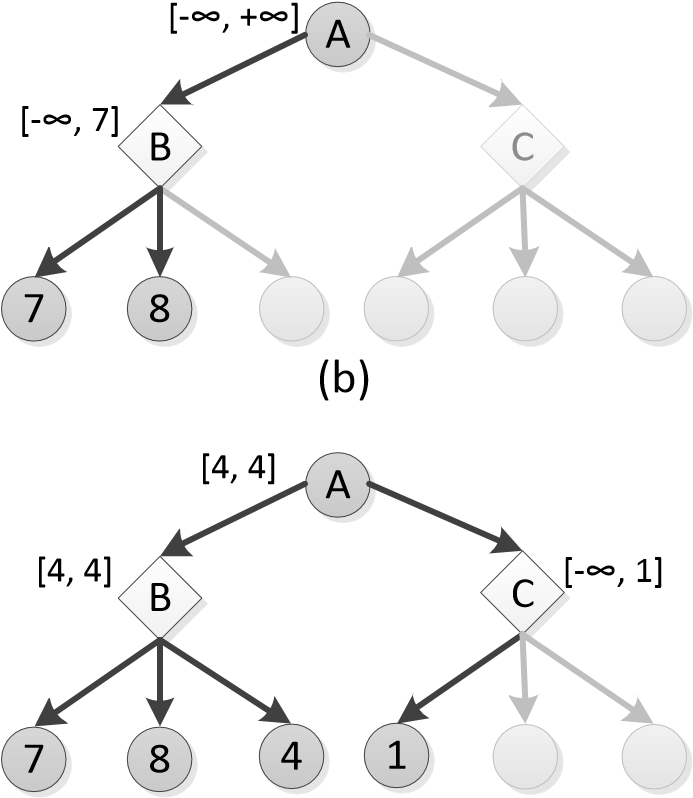 [-∞, +∞]
A
[-∞, 7]
B
C
7
8
(b)
[4, 4]
A
[4, 4]
B
C
[-∞, 1]
7
8
4
1